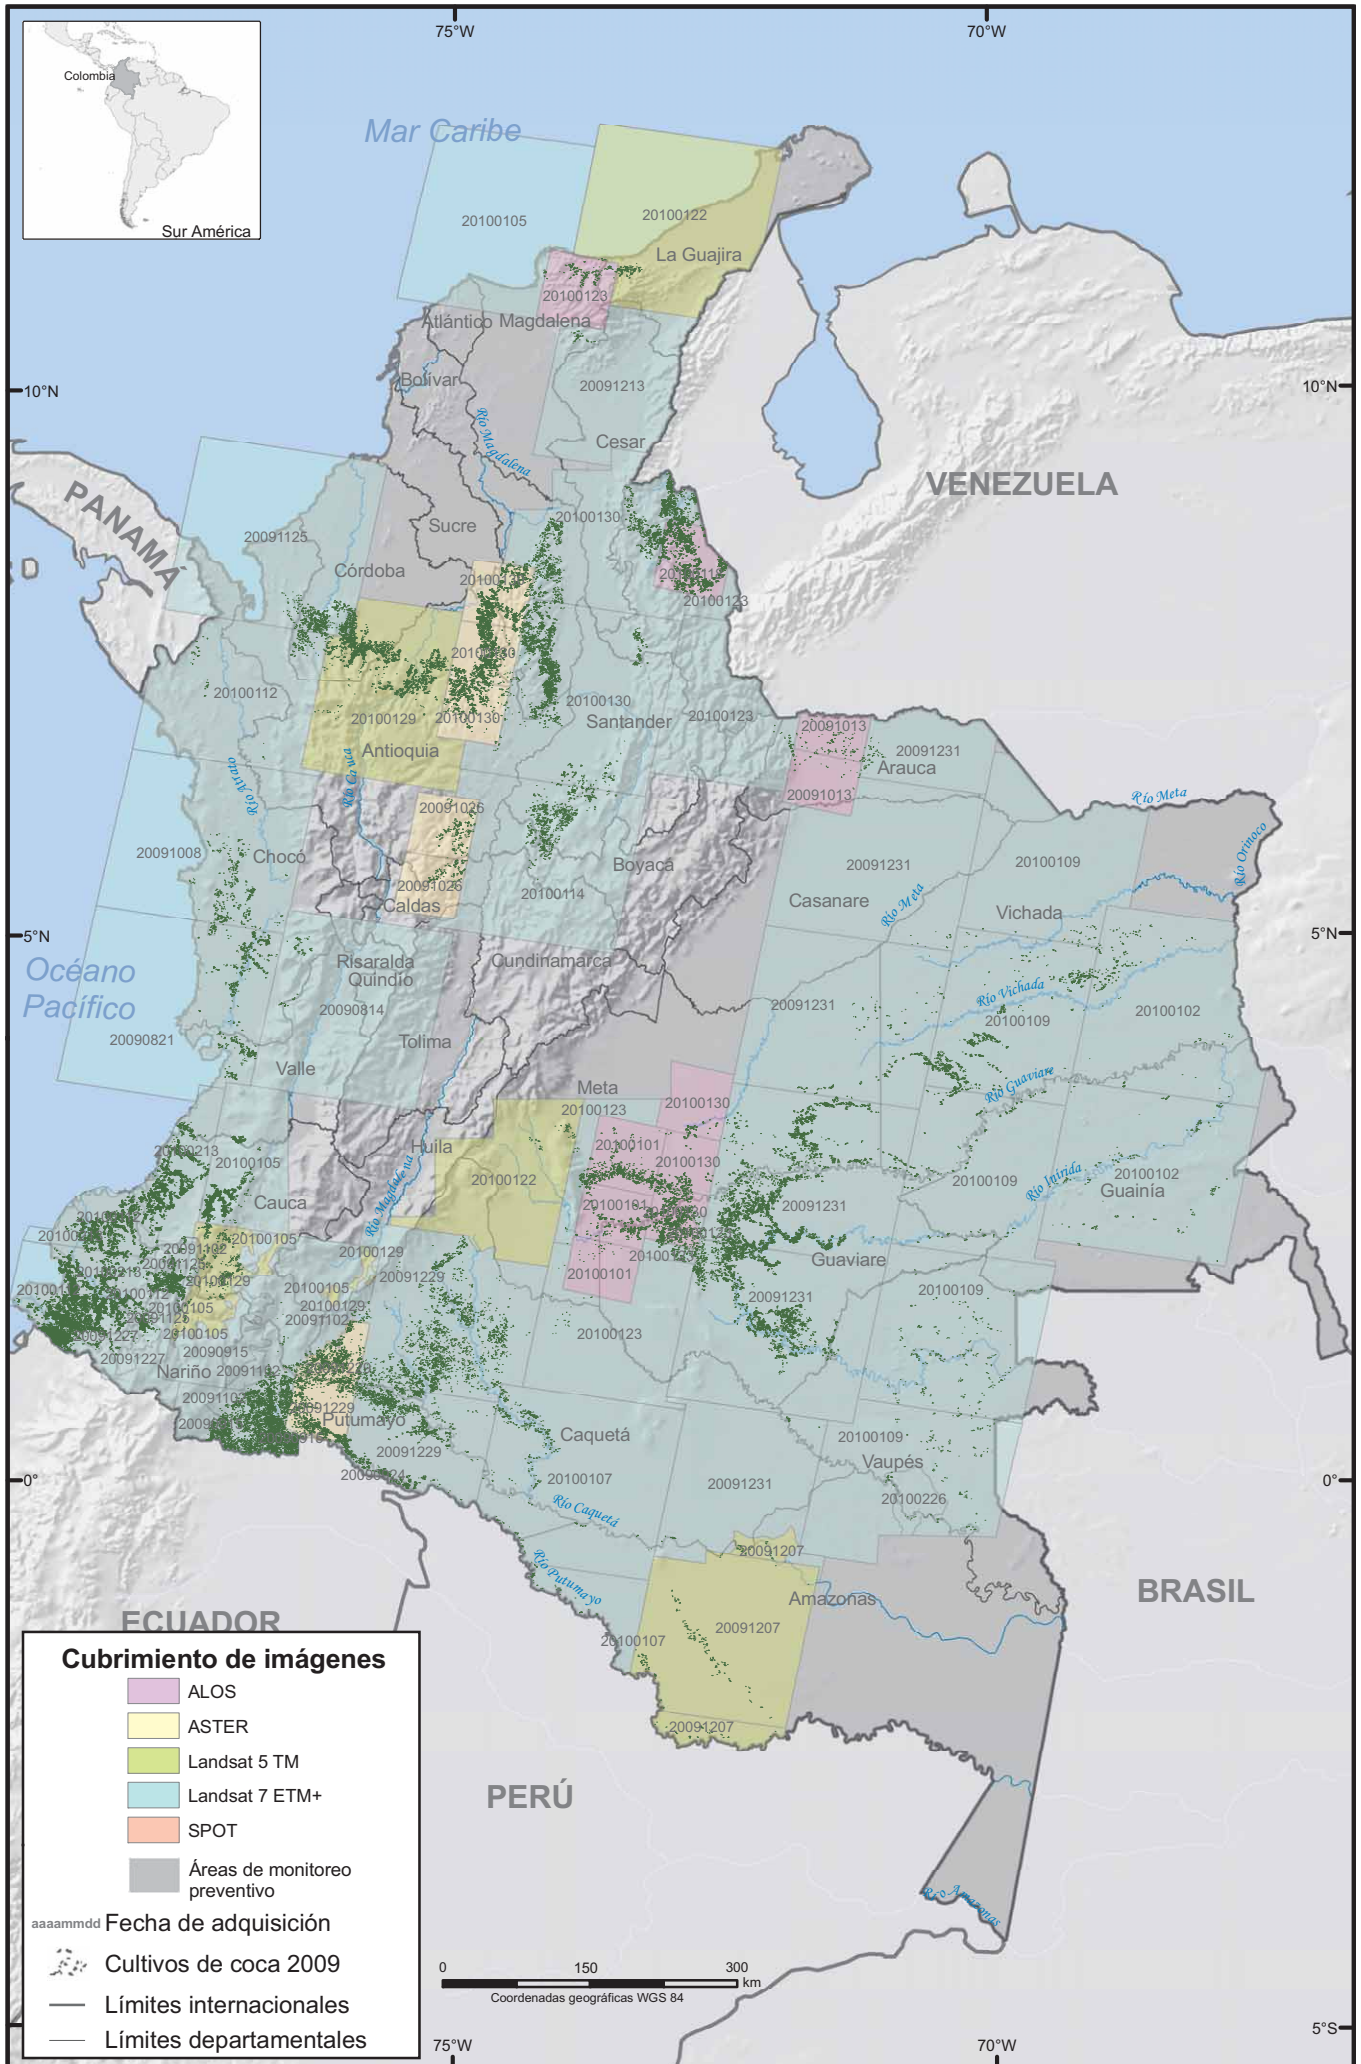 75°W
70°W
Colombia
Sur América
Mar Caribe
20100105
20100122
La Guajira
20100123
Atlántico
Magdalena
Bolívar
20091213
10°N
10°N
Río Magdalena
Cesar
VENEZUELA
PANAMÁ
Sucre
20100130
20091125
Córdoba
20100123
20100112
20100129
20100130
20100130
Santander
20100123
Antioquia
20091013
20091231
Arauca
20091013
Río Atrato
Río Cauca
20091026
Río Meta
Río Orinoco
20091008
Chocó
20091026
Caldas
Boyacá
20100114
20091231
Casanare
20100109
Río Meta
Vichada
5°N
5°N
Océano
Pacífico
Risaralda
Quindío
Cundinamarca
20090814
20090821
Tolima
Valle
20091231
Río Vichada
20100109
20100102
Río Guaviare
Meta
20100123
20100130
20100101
20100130
Huila
20100213
20100105
Cauca
Río Magdalena
20100122
20100101
20091231
20100109
Río Inírida
20100102
Guainía
20100105
20091102
20100129
20091229
20100129
20100105
20100101
Guaviare
20100105
20100129
20091102
20100112
20091231
20100109
20100105
20091227
20090915
20091227
Nariño
20100123
20091229
Putumayo
20091229
Caquetá
20100107
20091231
20100109
Vaupés
20100226
0°
0°
Río Caquetá
Río Putumayo
20091207
Amazonas
20091207
20100107
20091207
ECUADOR
BRASIL
PERÚ
Río Amazonas
Cubrimiento de imágenes
ALOS
ASTER
Landsat 5 TM
Landsat 7 ETM+
SPOT
Áreas de monitoreo
preventivo
aaaammdd Fecha de adquisición
Cultivos de coca 2009
Límites internacionales
Límites departamentales
0 150 300
km
Coordenadas geográficas WGS 84
5°S
75°W
70°W